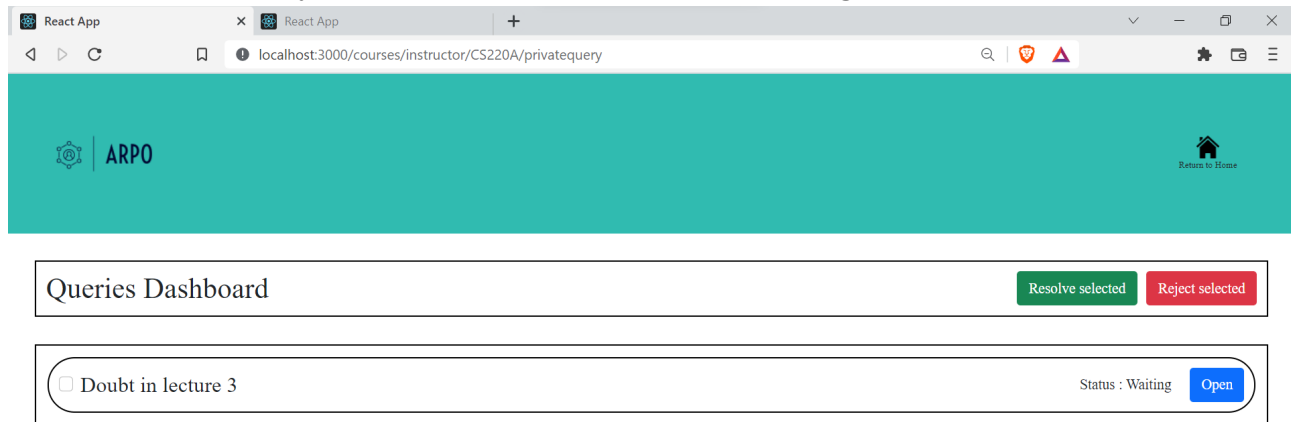 React App
React App
localhost:3000/courses/instructor/CS220A/privatequery
ARPO
Return to Home
Queries Dashboard
Resolve selected
Reject selected
Doubt in lecture 3
Status : Waiting
Open